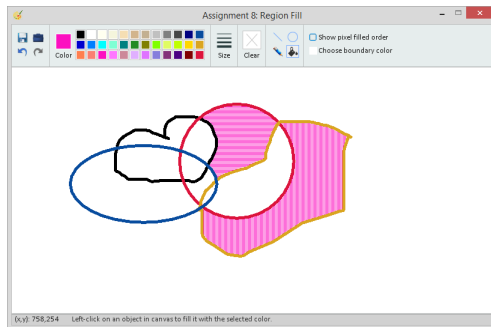 Assignment 8: Region Fill
Color
Size
Clear
Show pixel filled order
Choose boundary color
(x,y): 758,254 Left-click on an object in canvas to fill it with the selected color.